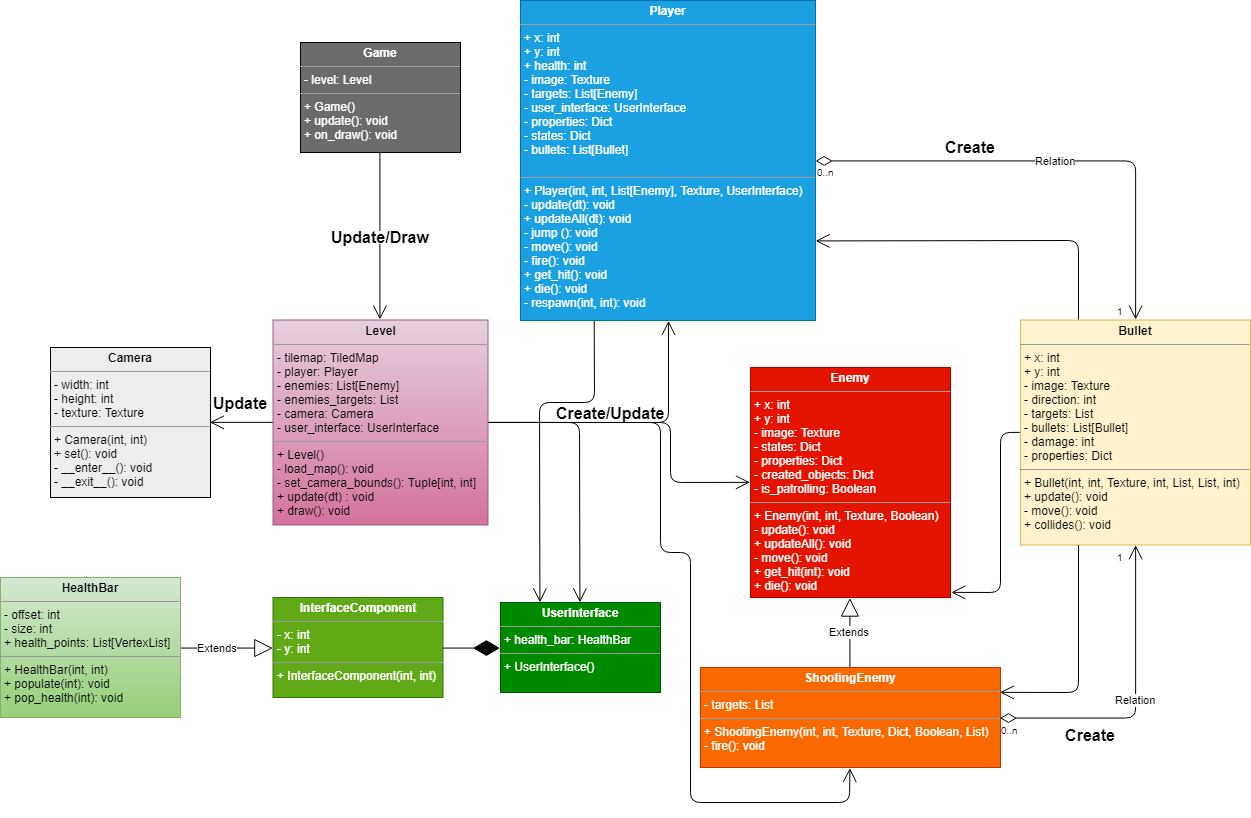 Player
+ x: int
+ y: int
+ health: int
- image: Texture
- targets: List[Enemy]
- user_interface: UserInterface
- properties: Dict
- states: Dict
- bullets: List[Bullet]
+ Player(int, int, List[Enemy], Texture, UserInterface)
- update(dt): void
+ updateAll(dt): void
- jump (): void
- move(): void
- fire(): void
+ get_hit(): void
+ die(): void
- respawn(int, int): void
Game
- level: Level
+ Game()
+ update(): void
+ on_draw(): void
Create
Relation
0..n
1
Update/Draw
Level
- tilemap: TiledMap
- player: Player
- enemies: List[Enemy]
- enemies_targets: List
- camera: Camera
- user_interface: UserInterface
+ Level()
- load_map(): void
- set_camera_bounds(): Tuple[int, int]
+ update(dt) : void
+ draw(): void
Camera
- width: int
- height: int
- texture: Texture
+ Camera(int, int)
+ set(): void
- __enter__(): void
- __exit__(): void
Update
Create/Update
Bullet
+ x: int
+ y: int
- image: Texture
- direction: int
- targets: List
- bullets: List[Bullet]
- damage: int
- properties: Dict
+ Bullet(int, int, Texture, int, List, List, int)
+ update(): void
- move(): void
+ collides(): void
Enemy
+ x: int
+ y: int
- image: Texture
- states: Dict
- properties: Dict
- created_objects: Dict
- is_patrolling: Boolean
+ Enemy(int, int, Texture, Boolean)
- update(): void
+ updateAll(): void
- move(): void
+ get_hit(int): void
+ die(): void
Extends
HealthBar
- offset: int
- size: int
+ health_points: List[VertexList]
+ HealthBar(int, int)
+ populate(int): void
+ pop_health(int): void
Extends
InterfaceComponent
- x: int
- y: int
+ InterfaceComponent(int, int)
UserInterface
+ health_bar: HealthBar
+ UserInterface()
ShootingEnemy
- targets: List
+ ShootingEnemy(int, int, Texture, Dict, Boolean, List)
- fire(): void
1
Relation
0..n
Create